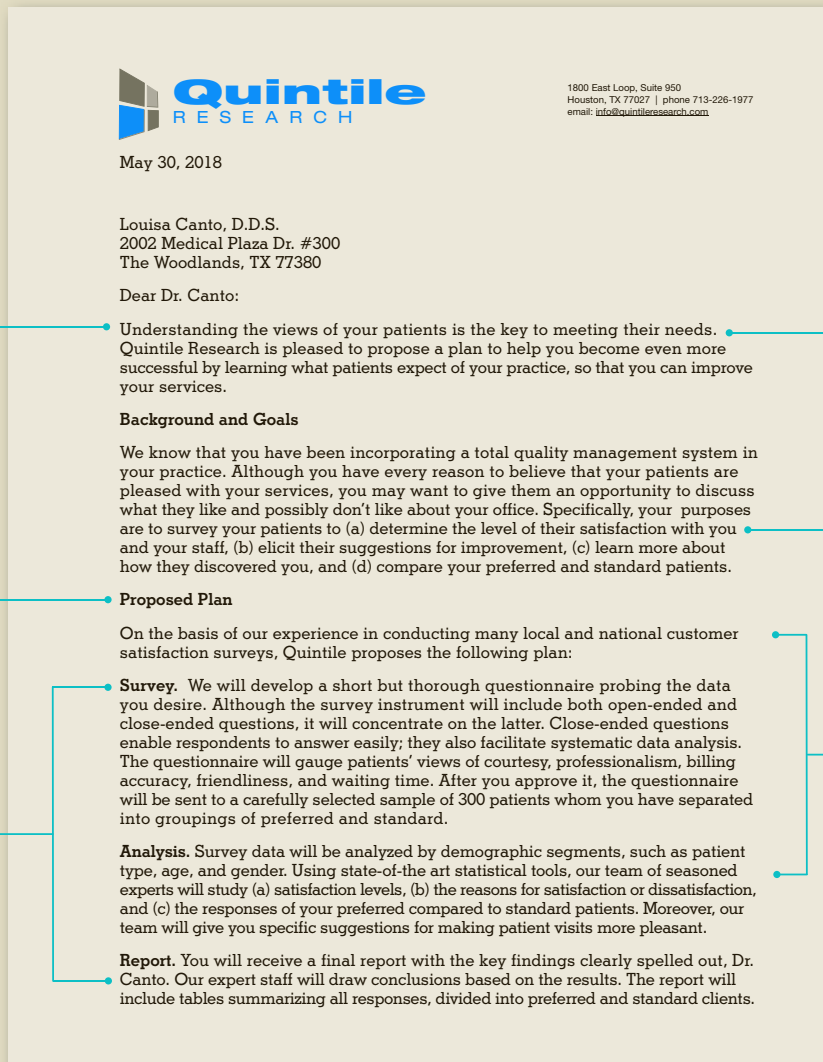 Quintile
RESEARCH
1800 East Loop, Suite 950
Houston, TX 77027 | phone 713-226-1977
email: info@quintileresearch.com
May 30, 2018
Louisa Canto, D.D.S.
2002 Medical Plaza Dr. #300
The Woodlands, TX 77380
Dear Dr. Canto:
Understanding the views of your patients is the key to meeting their needs.
Quintile Research is pleased to propose a plan to help you become even more
successful by learning what patients expect of your practice, so that you can improve
your services.
Background and Goals
We know that you have been incorporating a total quality management system in
your practice. Although you have every reason to believe that your patients are
pleased with your services, you may want to give them an opportunity to discuss
what they like and possibly don't like about your office. Specifically, your purposes
are to survey your patients to (a) determine the level of their satisfaction with you
and your staff, (b) elicit their suggestions for improvement, (c) learn more about
how they discovered you, and (d) compare your preferred and standard patients.
Proposed Plan
On the basis of our experience in conducting many local and national customer
satisfaction surveys, Quintile proposes the following plan:
Survey. We will develop a short but thorough questionnaire probing the data
you desire. Although the survey instrument will include both open-ended and
close-ended questions, it will concentrate on the latter. Close-ended questions
enable respondents to answer easily; they also facilitate systematic data analysis.
The questionnaire will gauge patients' views of courtesy, professionalism, billing
accuracy, friendliness, and waiting time. After you approve it, the questionnaire
will be sent to a carefully selected sample of 300 patients whom you have separated
into groupings of preferred and standard.
Analysis. Survey data will be analyzed by demographic segments, such as patient
type, age, and gender. Using state-of-the art statistical tools, our team of seasoned
experts will study (a) satisfaction levels, (b) the reasons for satisfaction or dissatisfaction,
and (c) the responses of your preferred compared to standard patients. Moreover, our
team will give you specific suggestions for making patient visits more pleasant.
Report. You will receive a final report with the key findings clearly spelled out, Dr.
Canto. Our expert staff will draw conclusions based on the results. The report will
include tables summarizing all responses, divided into preferred and standard clients.